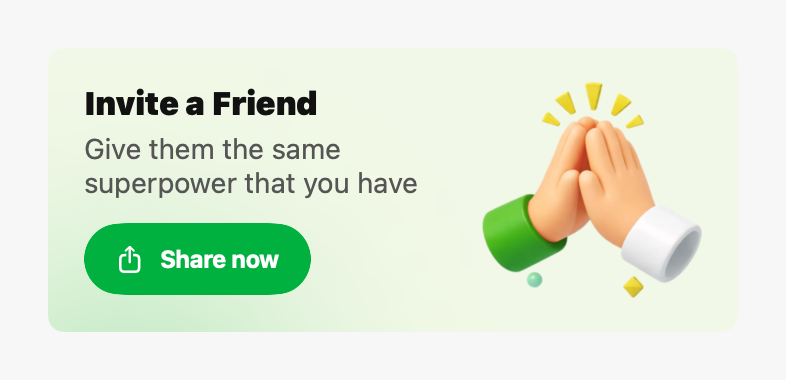 Invite a Friend
Give them the same
superpower that you have
Share now